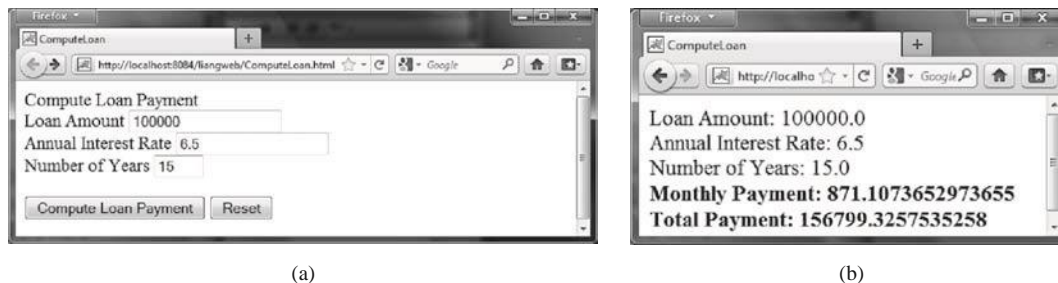 Firefox
ComputeLoan
http://localhost:8084/liangweb/ComputeLoan.html
Google
Compute Loan Payment
Loan Amount 100000
Annual Interest Rate 6.5
Number of Years 15
Compute Loan Payment Reset
(a)
Firefox
ComputeLoan
http://localho
Google
Loan Amount: 100000.0
Annual Interest Rate: 6.5
Number of Years: 15.0
Monthly Payment: 871.1073652973655
Total Payment: 156799.3257535258
(b)